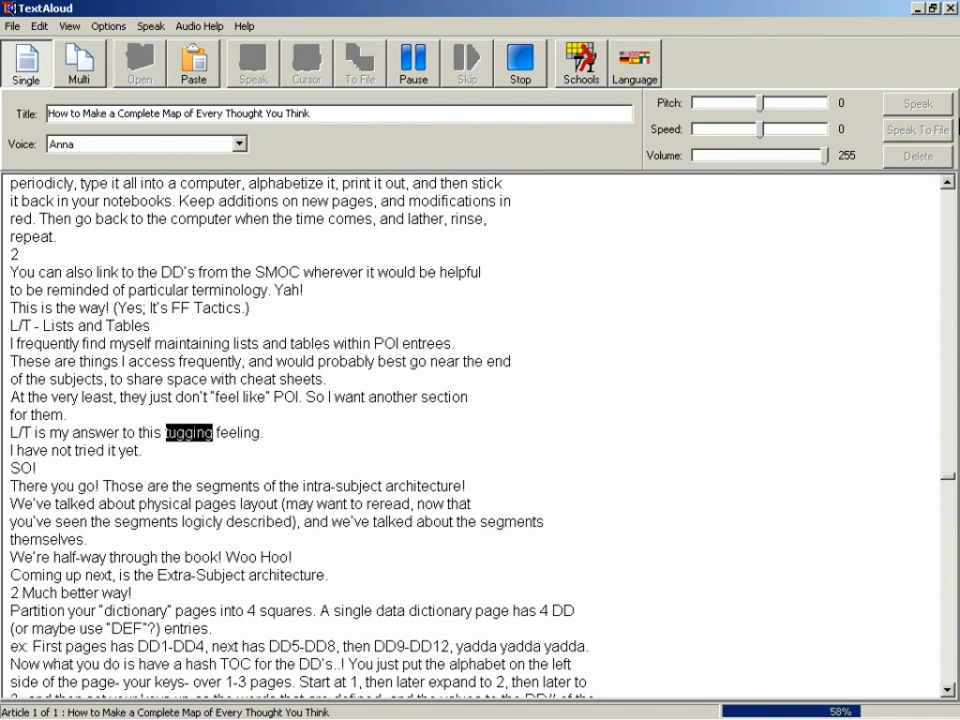 TextAloud
File Edit View Options Speak Audio Help Help
Single Multi Open Paste Speak Cursor To File Pause Skip Stop Schools Language
Title: How to Make a Complete Map of Every Thought You Think
Voice: Anna
Pitch: 0 Speak
Speed: 0 Speak To File
Volume: 255 Delete
periodicly, type it all into a computer, alphabetize it, print it out, and then stick
it back in your notebooks. Keep additions on new pages, and modifications in
red. Then go back to the computer when the time comes, and lather, rinse,
repeat.
2
You can also link to the DD's from the SMOC wherever it would be helpful
to be reminded of particular terminology. Yah!
This is the way! (Yes; It's FF Tactics.)
L/T - Lists and Tables
I frequently find myself maintaining lists and tables within POI entrees.
These are things I access frequently, and would probably best go near the end
of the subjects, to share space with cheat sheets.
At the very least, they just don't "feel like" POI. So I want another section
for them.
L/T is my answer to this tugging feeling.
I have not tried it yet.
SO!
There you go! Those are the segments of the intra-subject architecture!
We've talked about physical pages layout (may want to reread, now that
you've seen the segments logicly described), and we've talked about the segments
themselves.
We're half-way through the book! Woo Hoo!
Coming up next, is the Extra-Subject architecture.
2 Much better way!
Partition your "dictionary" pages into 4 squares. A single data dictionary page has 4 DD
(or maybe use "DEF"?) entries.
ex: First pages has DD1-DD4, next has DD5-DD8, then DD9-DD12, yadda yadda yadda.
Now what you do is have a hash TOC for the DD's..! You just put the alphabet on the left
side of the page- your keys- over 1-3 pages. Start at 1, then later expand to 2, then later to
Article 1 of 1 : How to Make a Complete Map of Every Thought You Think 58%